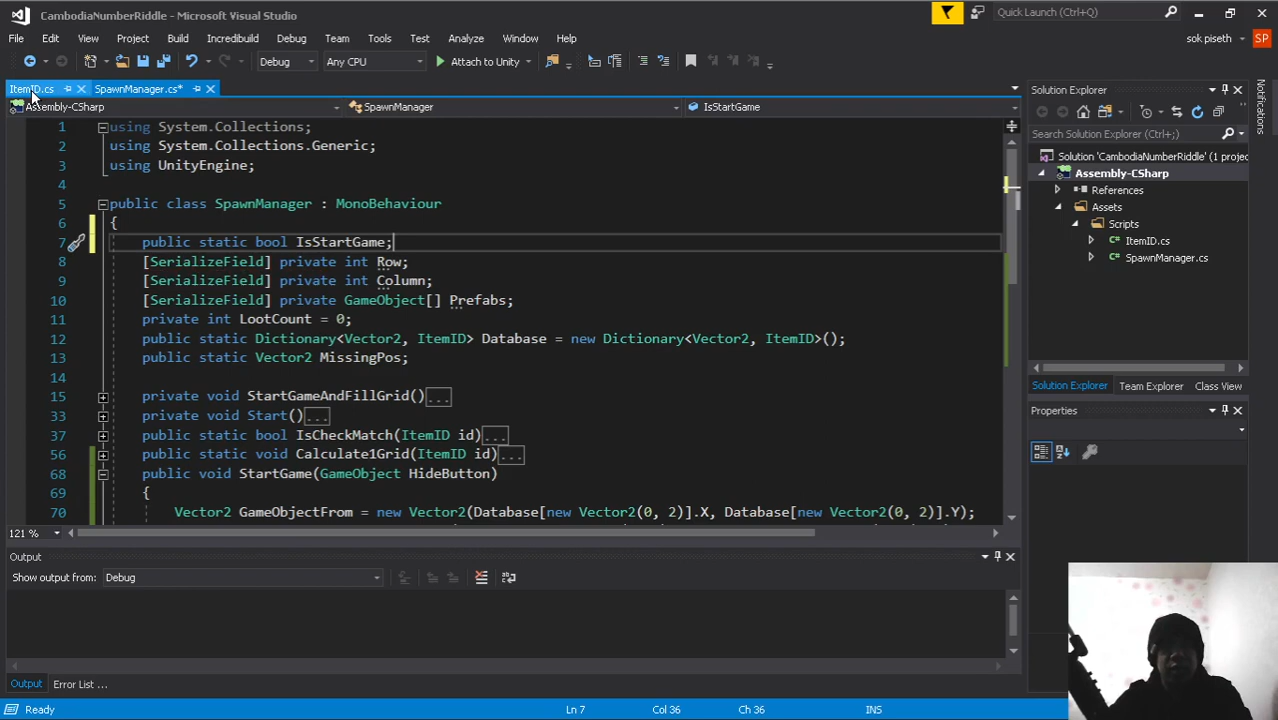 CambodiaNumberRiddle - Microsoft Visual Studio
Quick Launch (Ctrl+Q)
File Edit View Project Build Incredibuild Debug Team Tools Test Analyze Window Help
sok piseth SP
Debug Any CPU Attach to Unity
ItemID.cs SpawnManager.cs*
Assembly-CSharp SpawnManager IsStartGame
1 using System.Collections;
2 using System.Collections.Generic;
3 using UnityEngine;
4
5 public class SpawnManager : MonoBehaviour
6 {
7 public static bool IsStartGame;
8 [SerializeField] private int Row;
9 [SerializeField] private int Column;
10 [SerializeField] private GameObject[] Prefabs;
11 private int LootCount = 0;
12 public static Dictionary<Vector2, ItemID> Database = new Dictionary<Vector2, ItemID>();
13 public static Vector2 MissingPos;
14
15 private void StartGameAndFillGrid()...
33 private void Start()...
37 public static bool IsCheckMatch(ItemID id)...
56 public static void Calculate1Grid(ItemID id)...
68 public void StartGame(GameObject HideButton)
69 {
70 Vector2 GameObjectFrom = new Vector2(Database[new Vector2(0, 2)].X, Database[new Vector2(0, 2)].Y);
121 %
Output
Show output from: Debug
Output Error List ...
Ready Ln 7 Col 36 Ch 36 INS
Solution Explorer
Search Solution Explorer (Ctrl+;)
Solution 'CambodiaNumberRiddle' (1 projec
Assembly-CSharp
References
Assets
Scripts
ItemID.cs
SpawnManager.cs
Solution Explorer Team Explorer Class View
Properties
Notifications